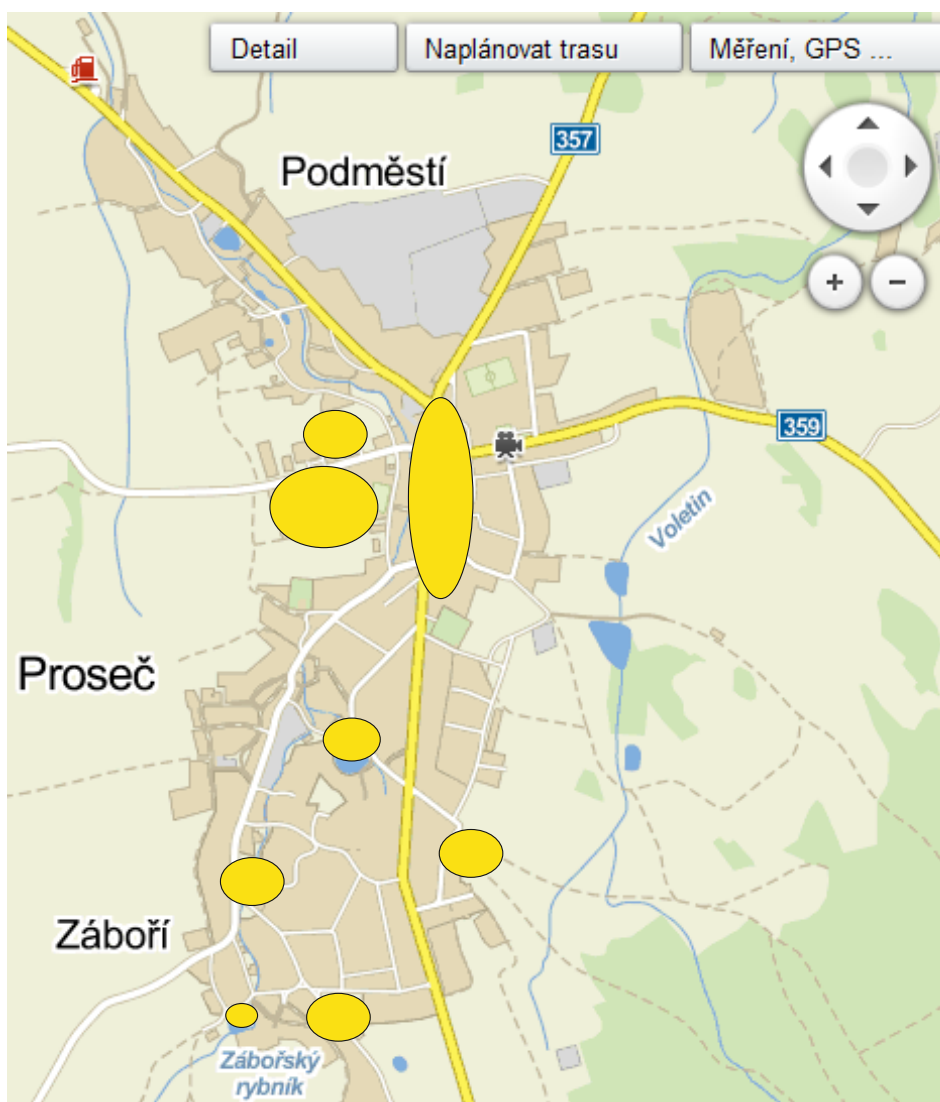 Detail
Naplánovat trasu
Měření, GPS ...
357
Podměstí
359
Voletín
Proseč
Záboří
Zábořský
rybník